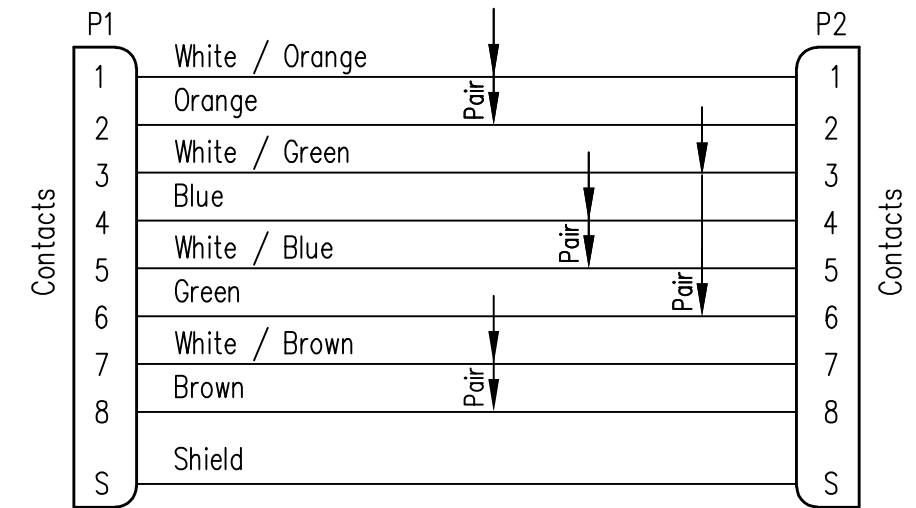 P1 P2
White / Orange
1 1
Orange
Pair
2 2
White / Green
3 3
Blue
4 4
White / Blue
Pair
5 5
Green
Pair
6 6
White / Brown
7 7
Brown
Pair
8 8
Shield
S S
Contacts
Contacts